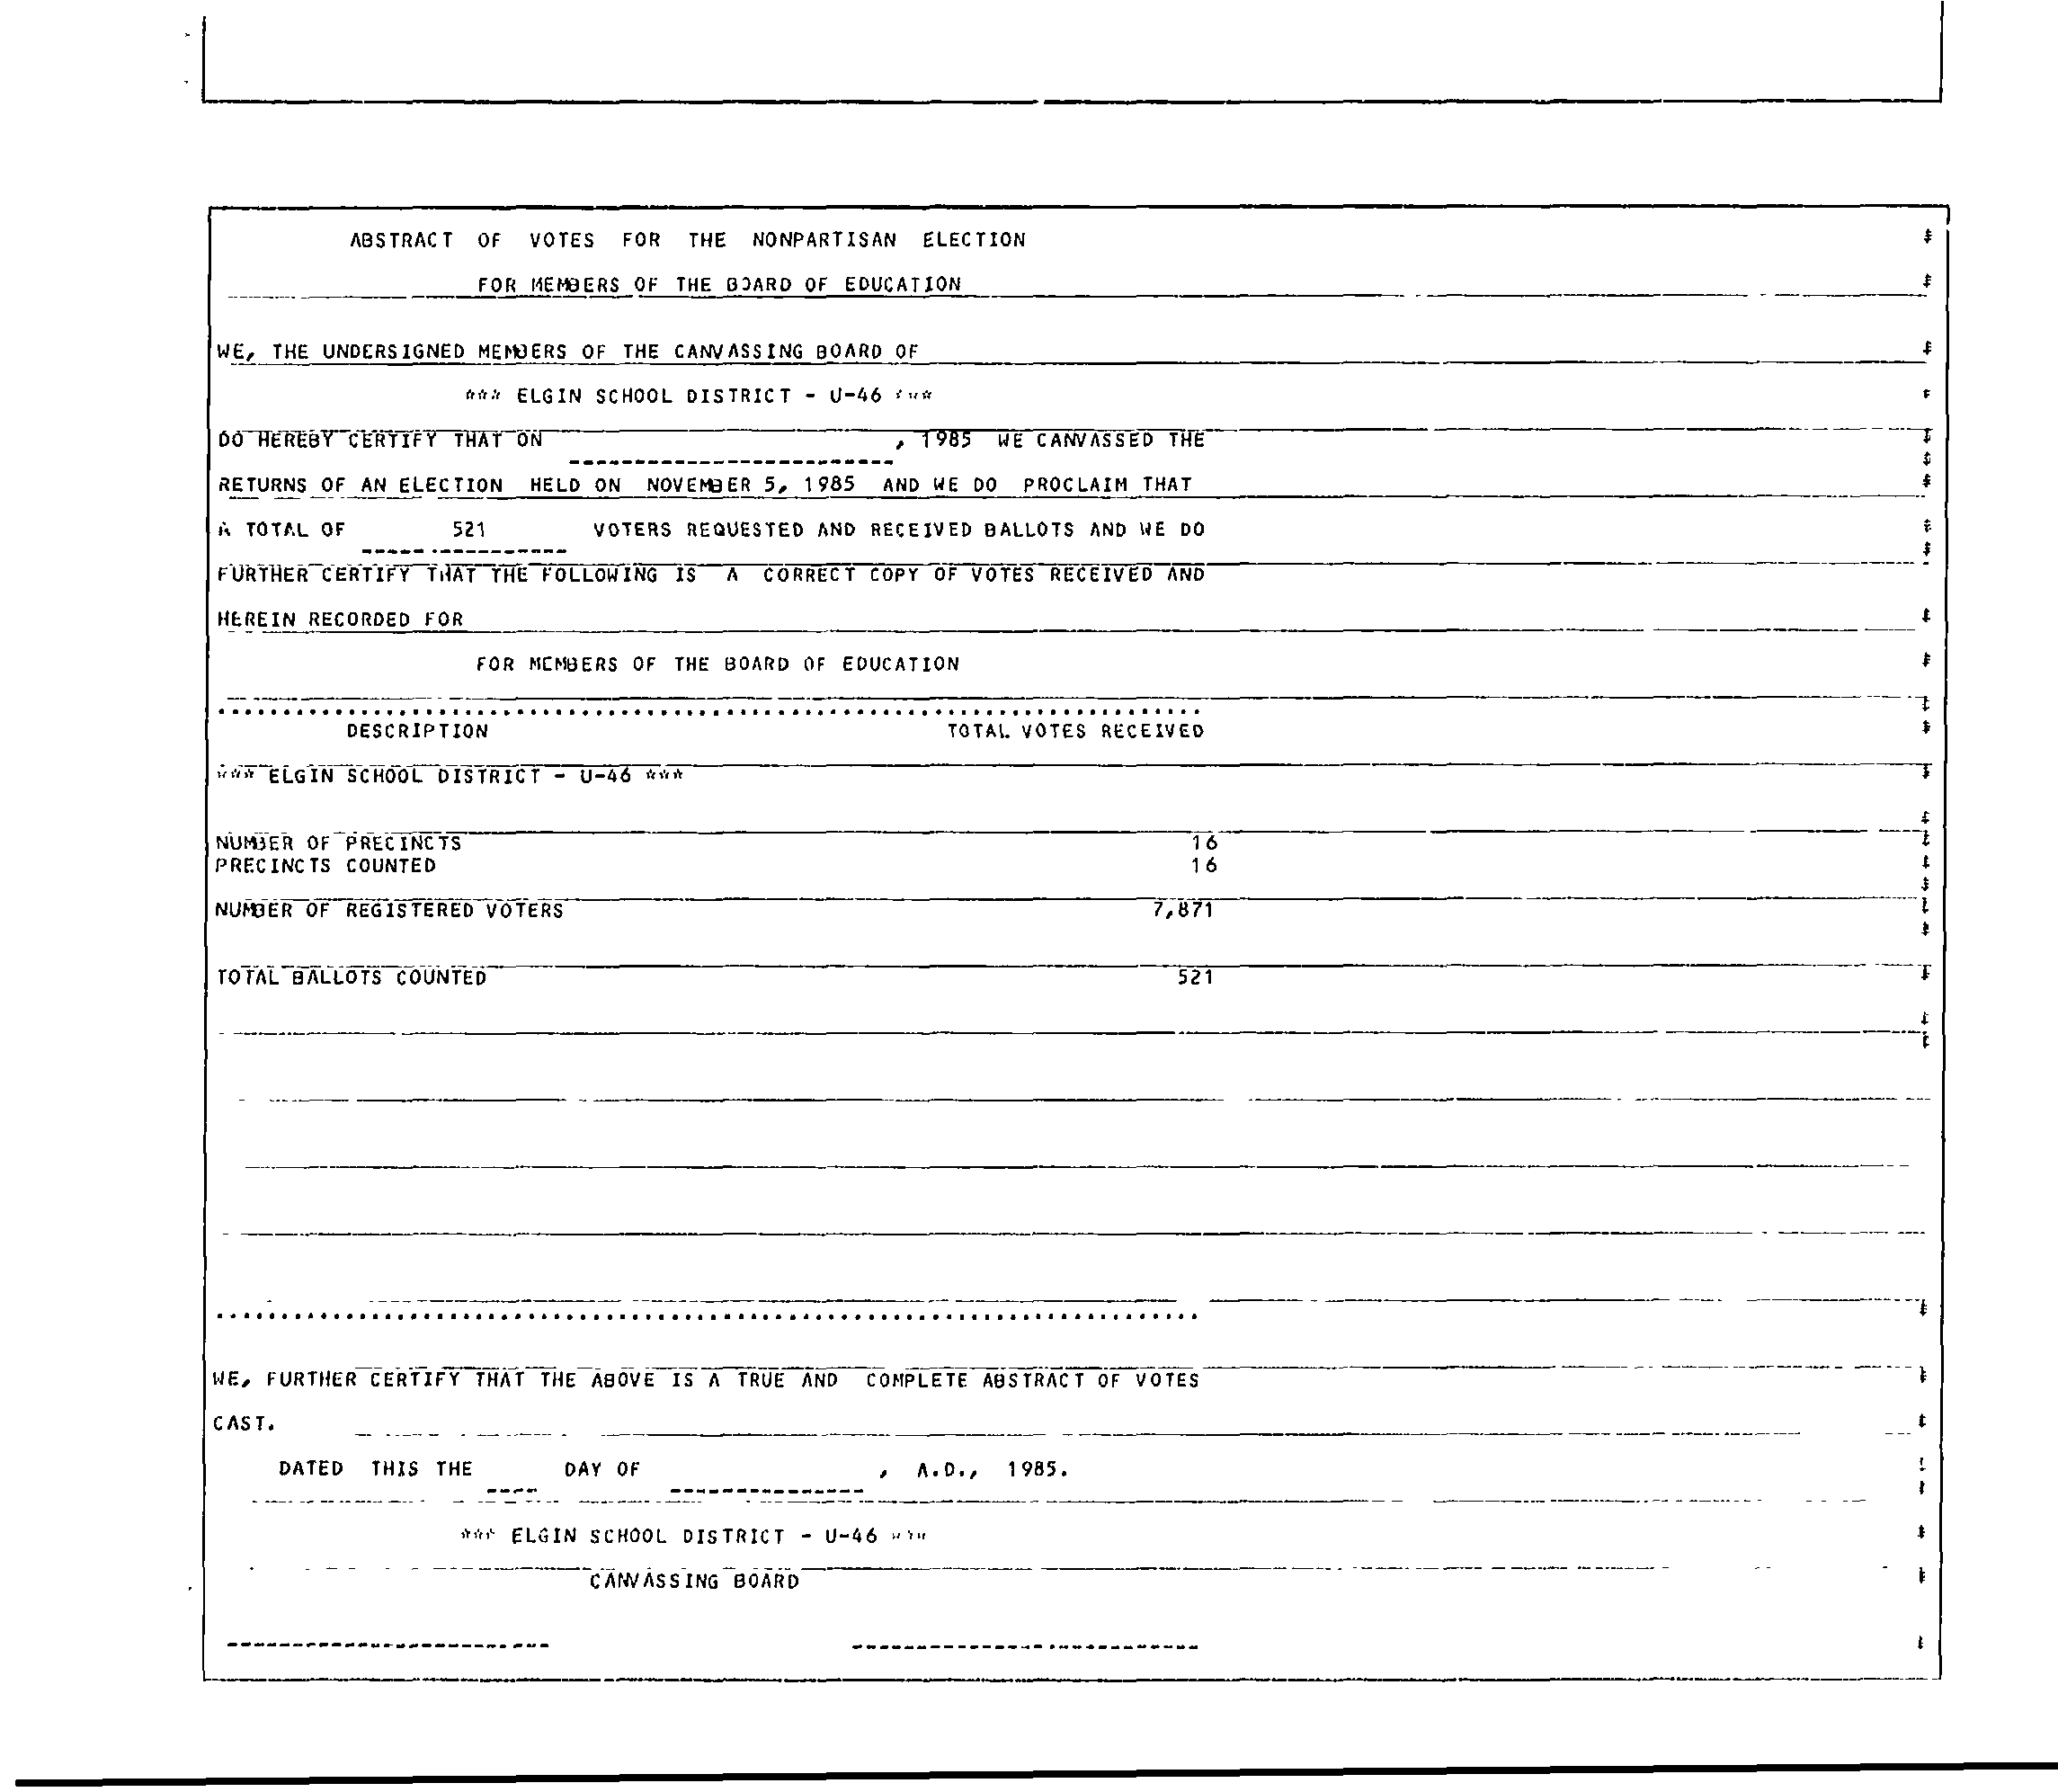 ABSTRACT OF VOTES FOR THE NONPARTISAN ELECTION
FOR MEMBERS OF THE BOARD OF EDUCATION
WE, THE UNDERSIGNED MEMBERS OF THE CANVASSING BOARD OF
*** ELGIN SCHOOL DISTRICT - U-46 ***
DO HEREBY CERTIFY THAT ON , 1985 WE CANVASSED THE
RETURNS OF AN ELECTION HELD ON NOVEMBER 5, 1985 AND WE DO PROCLAIM THAT
A TOTAL OF 521 VOTERS REQUESTED AND RECEIVED BALLOTS AND WE DO
FURTHER CERTIFY THAT THE FOLLOWING IS A CORRECT COPY OF VOTES RECEIVED AND
HEREIN RECORDED FOR
FOR MEMBERS OF THE BOARD OF EDUCATION
DESCRIPTION TOTAL VOTES RECEIVED
*** ELGIN SCHOOL DISTRICT - U-46 ***
NUMBER OF PRECINCTS 16
PRECINCTS COUNTED 16
NUMBER OF REGISTERED VOTERS 7,871
TOTAL BALLOTS COUNTED 521
WE, FURTHER CERTIFY THAT THE ABOVE IS A TRUE AND COMPLETE ABSTRACT OF VOTES
CAST.
DATED THIS THE DAY OF , A.D., 1985.
*** ELGIN SCHOOL DISTRICT - U-46 ***
CANVASSING BOARD